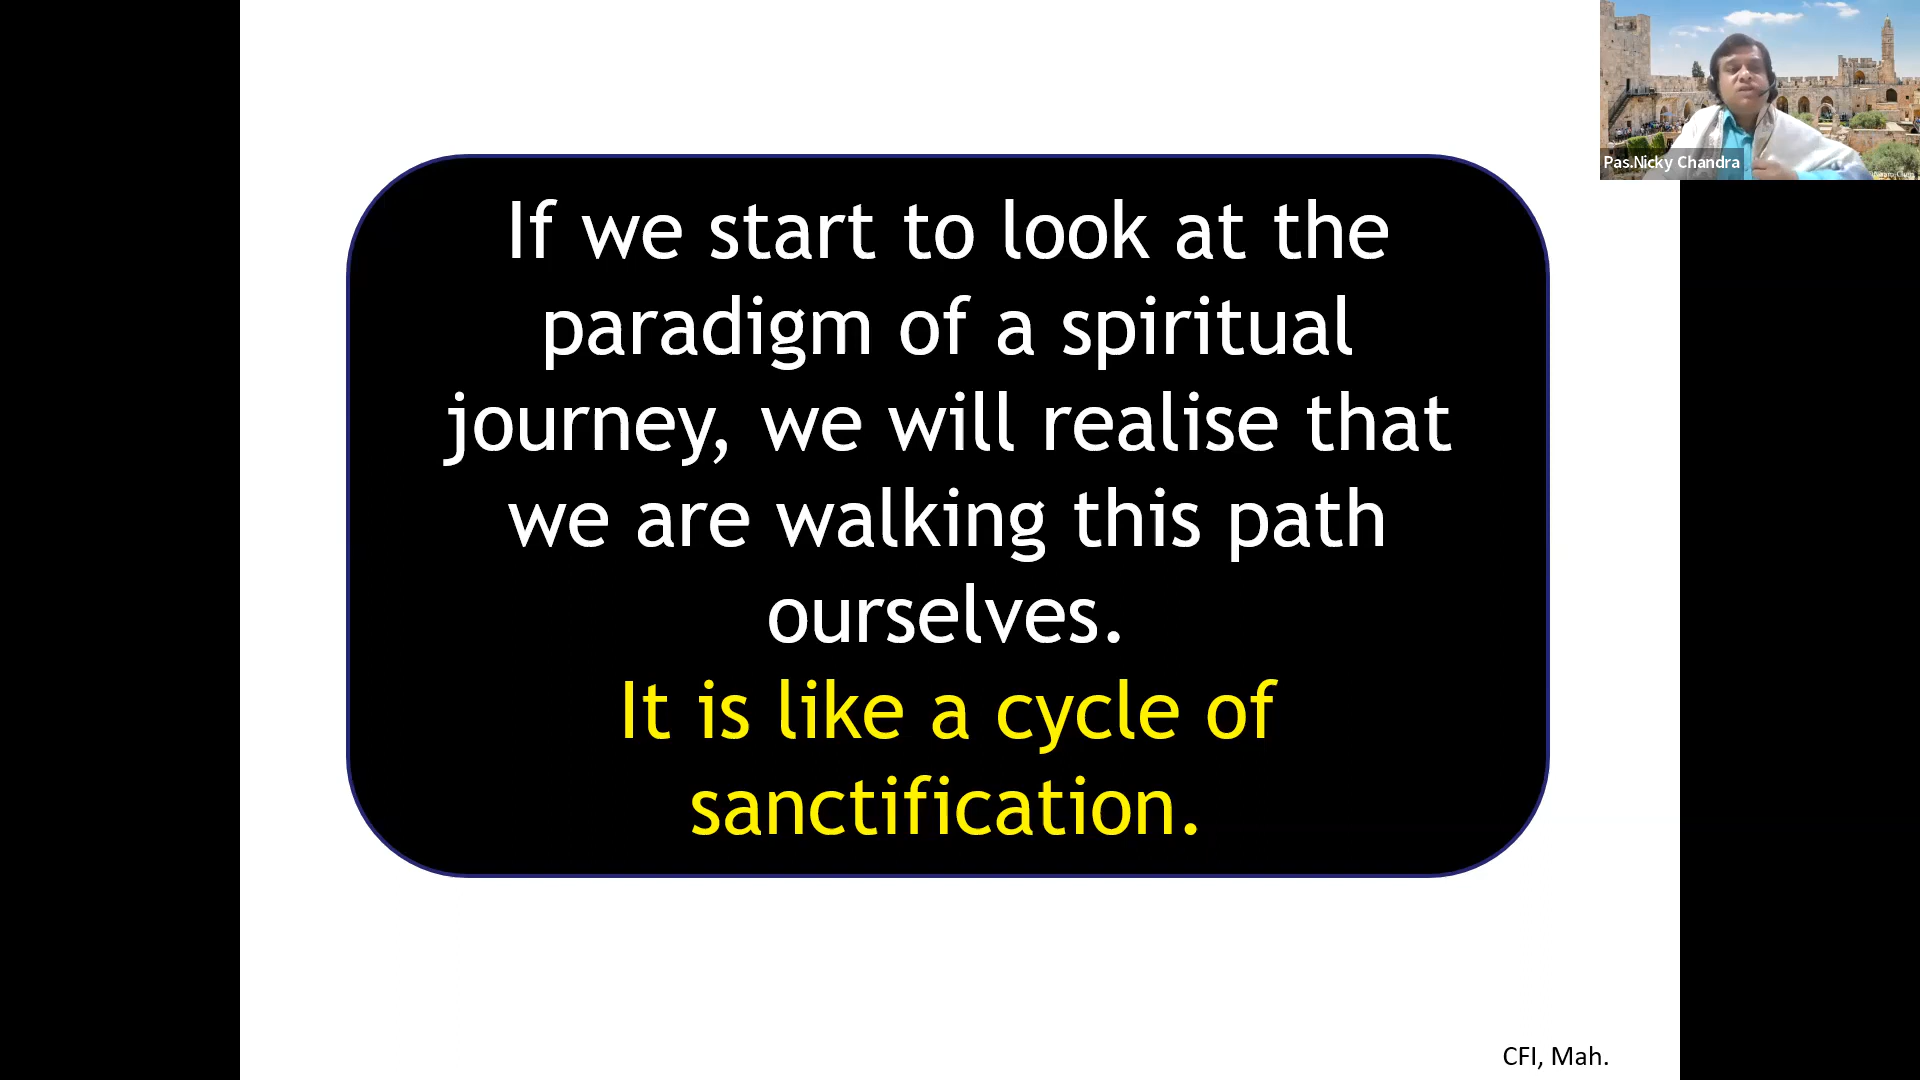 If we start to look at the
paradigm of a spiritual
journey, we will realise that
we are walking this path
ourselves.
It is like a cycle of
sanctification.
Pas.Nicky Chandra
CFI, Mah.